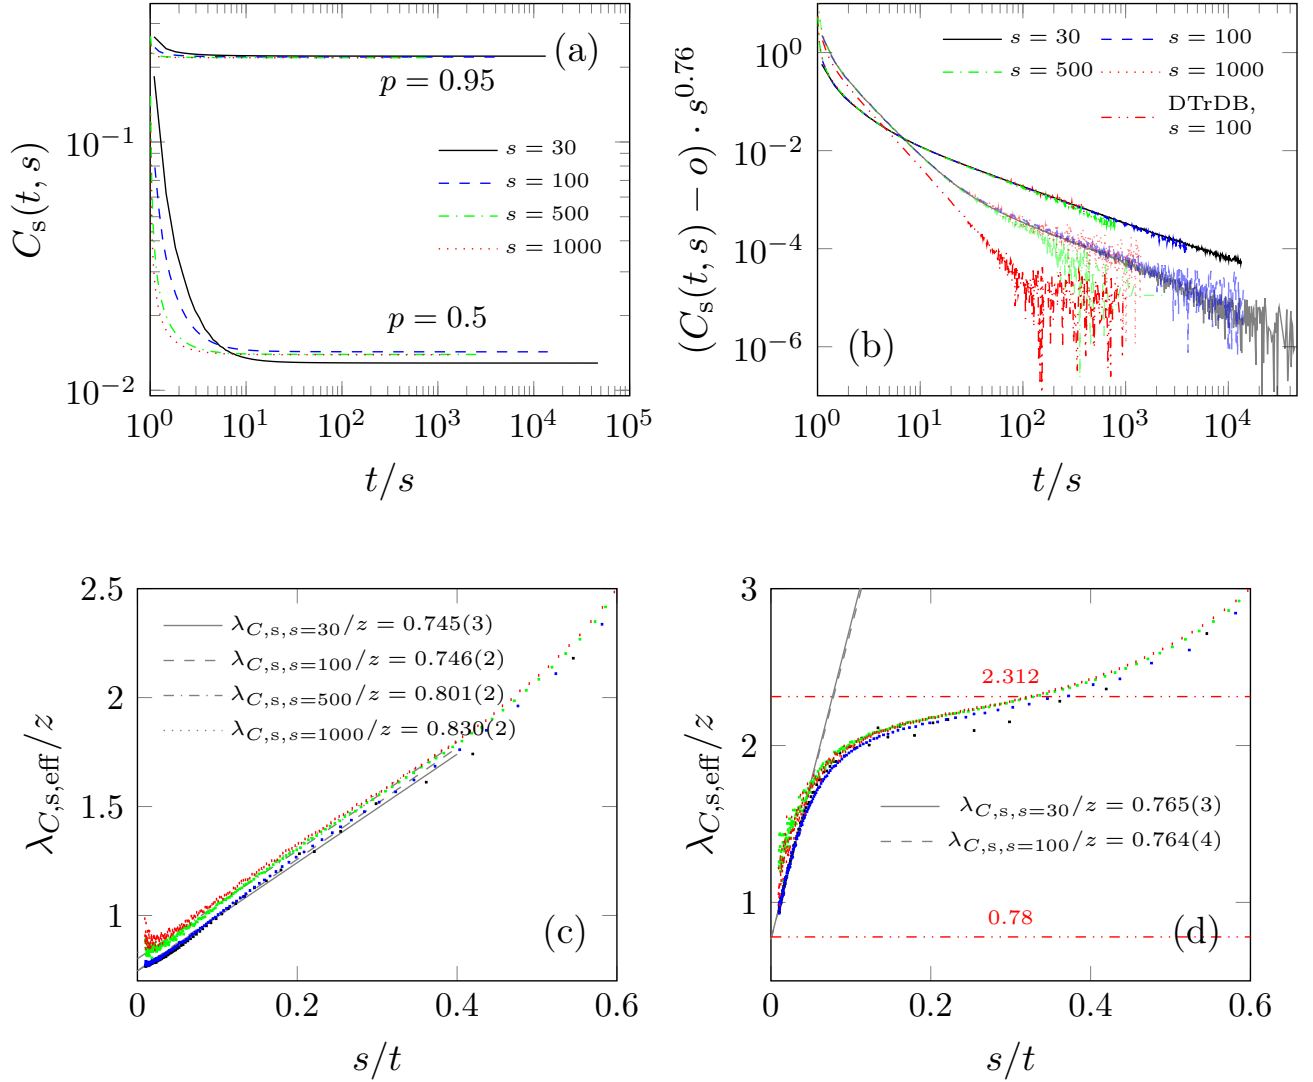 C_s(t, s)
10^{-1}
10^{-2}
(a)
p = 0.95
s = 30
s = 100
s = 500
s = 1000
p = 0.5
10^0 10^1 10^2 10^3 10^4 10^5
t/s
(C_s(t, s) − o) · s^{0.76}
10^0
10^{-2}
10^{-4}
10^{-6}
s = 30 s = 100
s = 500 s = 1000
DTrDB,
s = 100
(b)
10^0 10^1 10^2 10^3 10^4
t/s
λ_{C,s,eff}/z
2.5
2
1.5
1
λ_{C,s,s=30}/z = 0.745(3)
λ_{C,s,s=100}/z = 0.746(2)
λ_{C,s,s=500}/z = 0.801(2)
λ_{C,s,s=1000}/z = 0.830(2)
(c)
0 0.2 0.4 0.6
s/t
λ_{C,s,eff}/z
3
2
1
2.312
λ_{C,s,s=30}/z = 0.765(3)
λ_{C,s,s=100}/z = 0.764(4)
0.78
(d)
0 0.2 0.4 0.6
s/t